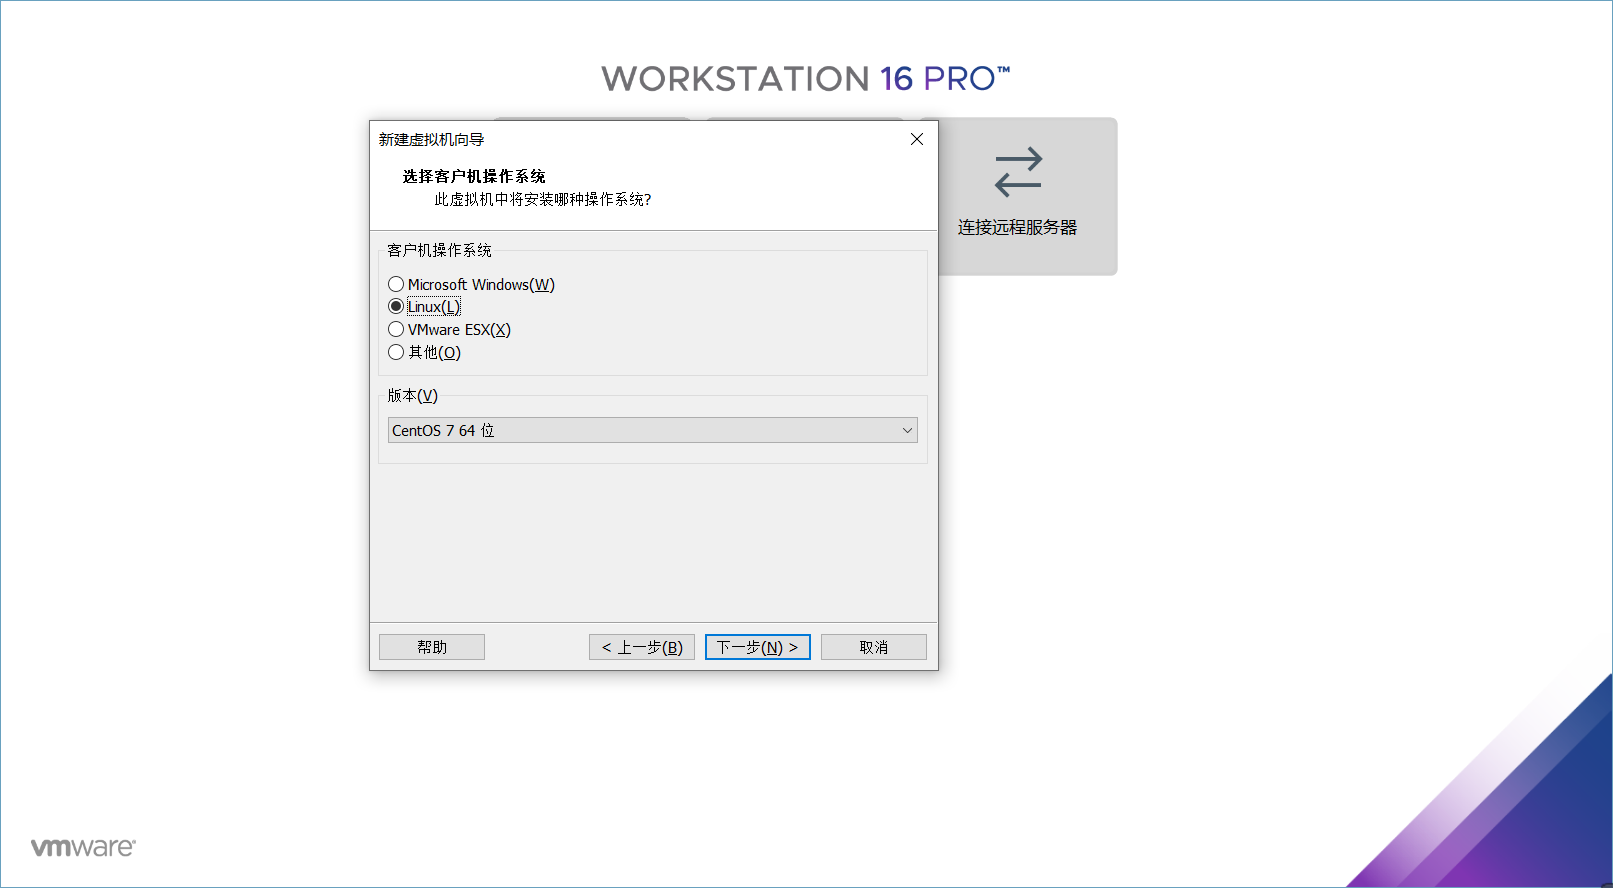 WORKSTATION 16 PRO™
新建虚拟机向导
选择客户机操作系统
此虚拟机中将安装哪种操作系统?
连接远程服务器
客户机操作系统
Microsoft Windows(W)
Linux(L)
VMware ESX(X)
其他(O)
版本(V)
CentOS 7 64 位
帮助
< 上一步(B)
下一步(N) >
取消
vmware®